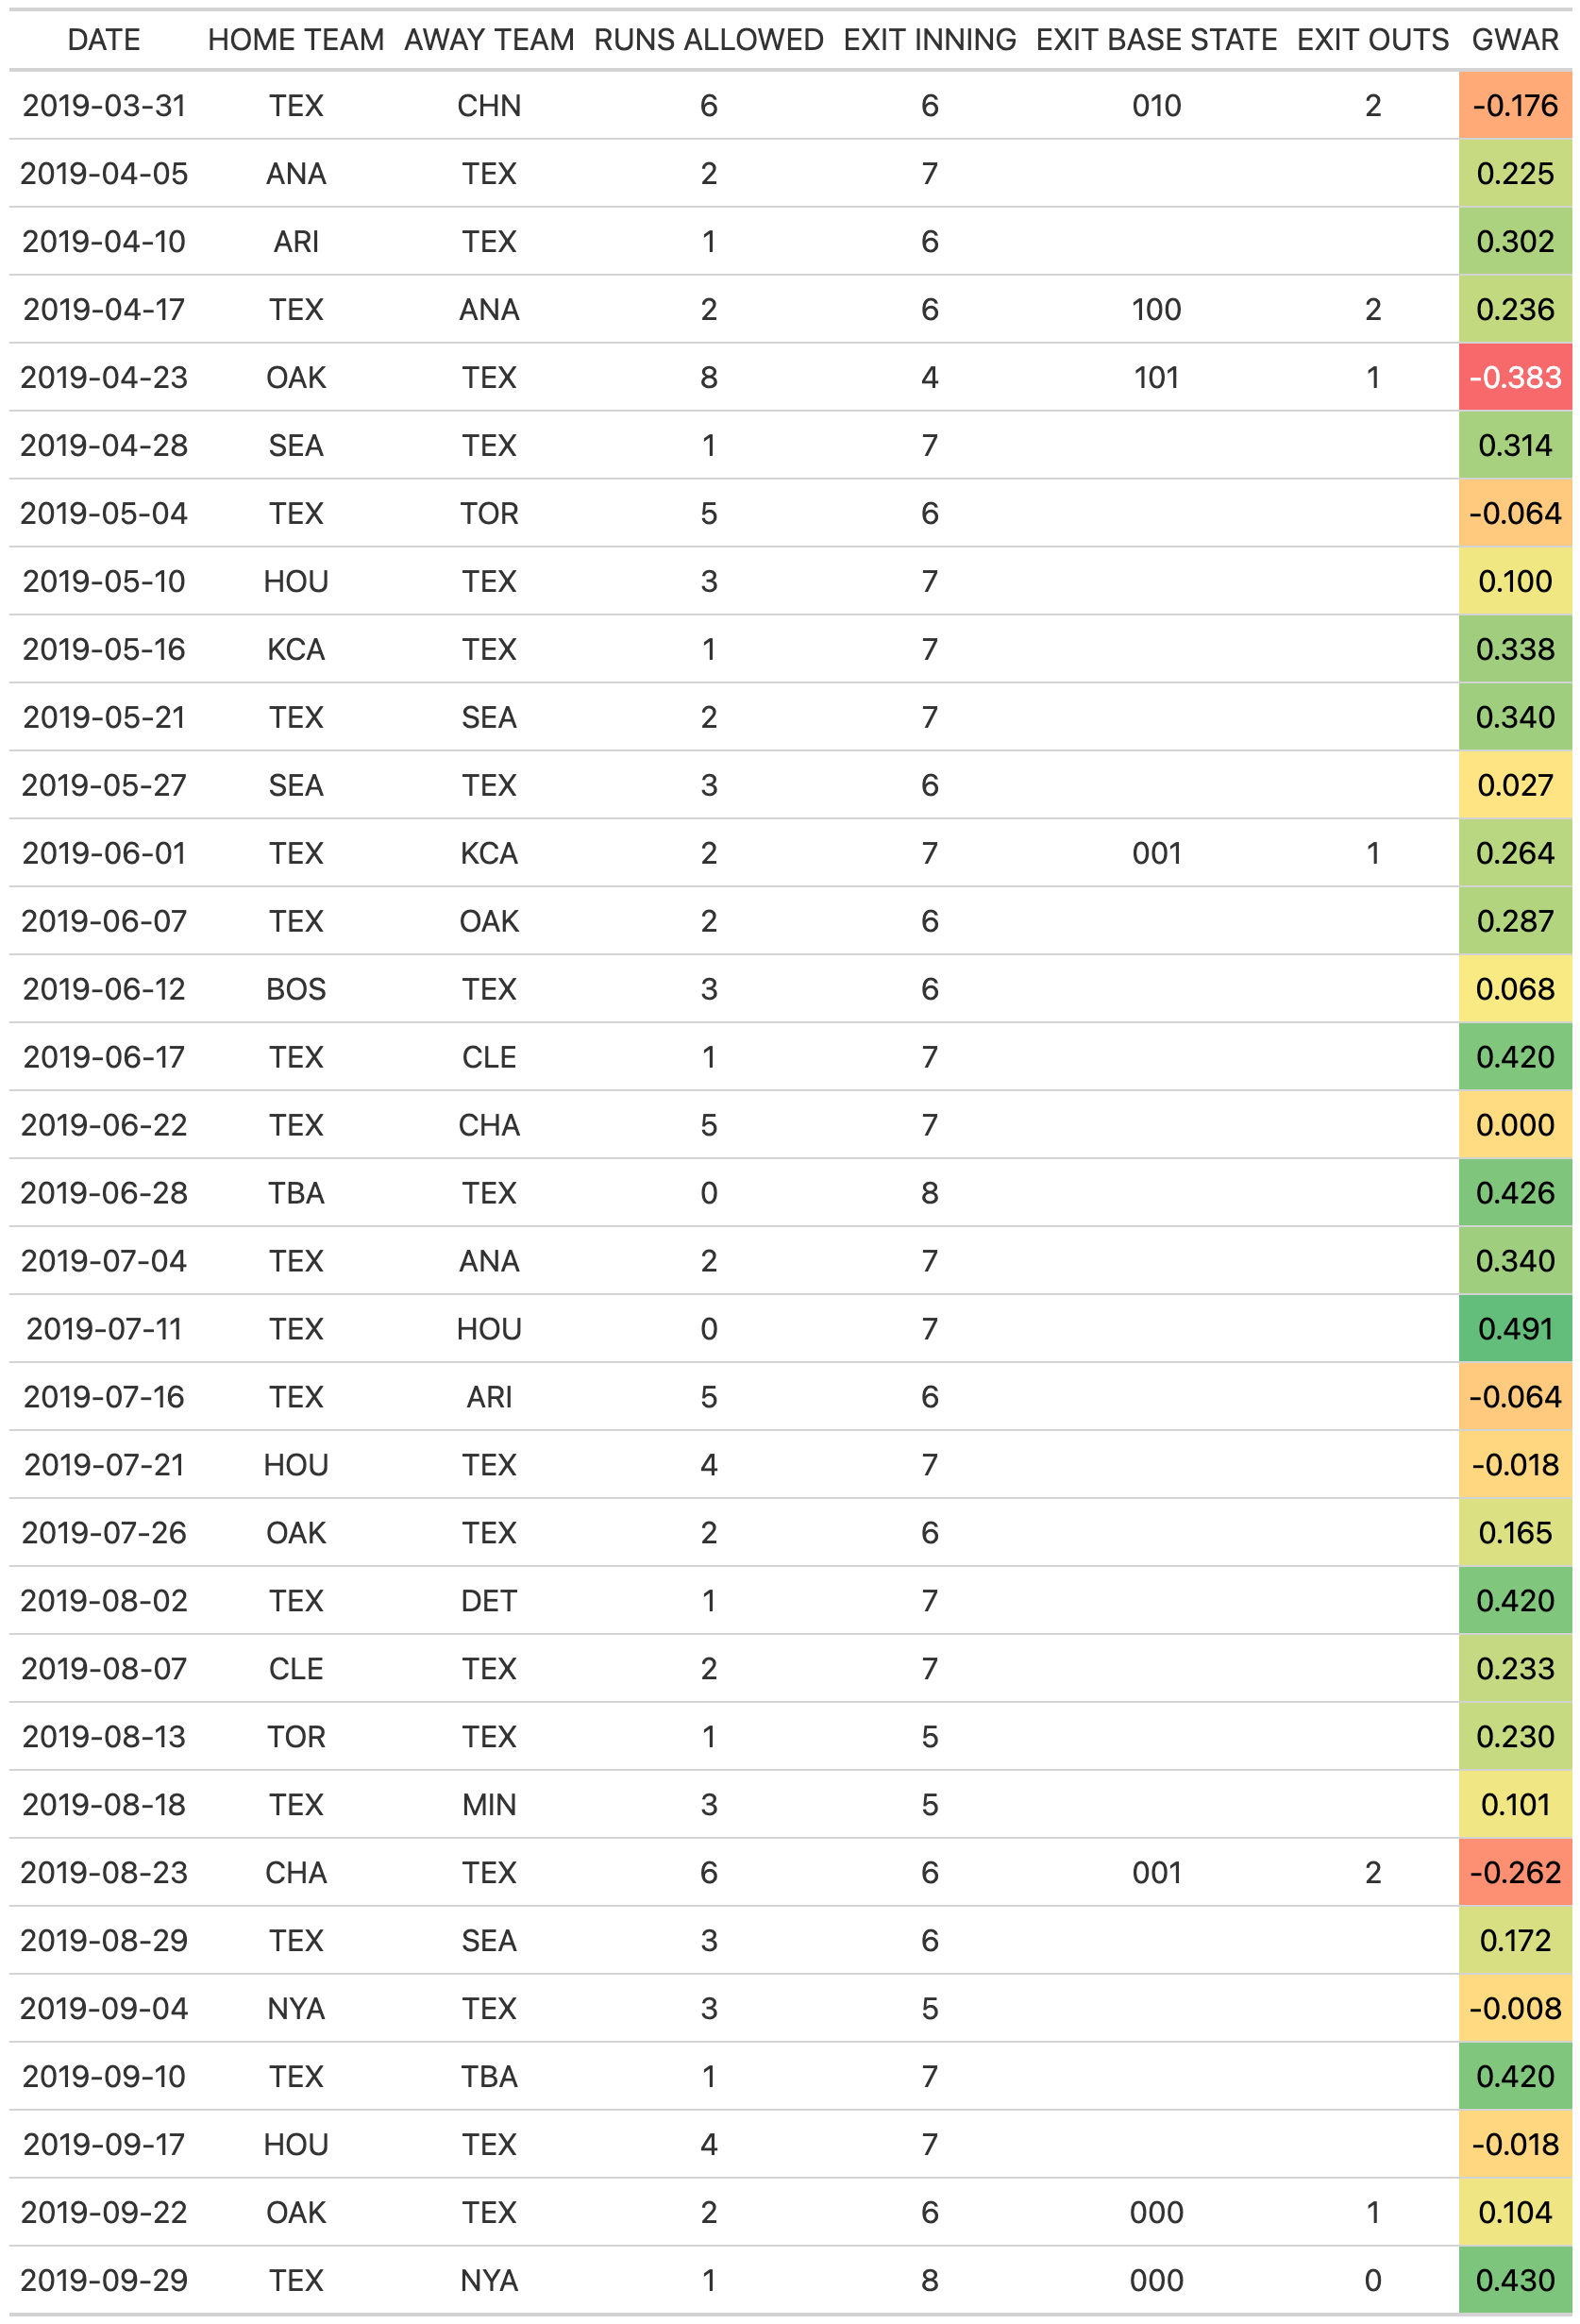 DATE HOME TEAM AWAY TEAM RUNS ALLOWED EXIT INNING EXIT BASE STATE EXIT OUTS GWAR
2019-03-31 TEX CHN 6 6 010 2 -0.176
2019-04-05 ANA TEX 2 7 0.225
2019-04-10 ARI TEX 1 6 0.302
2019-04-17 TEX ANA 2 6 100 2 0.236
2019-04-23 OAK TEX 8 4 101 1 -0.383
2019-04-28 SEA TEX 1 7 0.314
2019-05-04 TEX TOR 5 6 -0.064
2019-05-10 HOU TEX 3 7 0.100
2019-05-16 KCA TEX 1 7 0.338
2019-05-21 TEX SEA 2 7 0.340
2019-05-27 SEA TEX 3 6 0.027
2019-06-01 TEX KCA 2 7 001 1 0.264
2019-06-07 TEX OAK 2 6 0.287
2019-06-12 BOS TEX 3 6 0.068
2019-06-17 TEX CLE 1 7 0.420
2019-06-22 TEX CHA 5 7 0.000
2019-06-28 TBA TEX 0 8 0.426
2019-07-04 TEX ANA 2 7 0.340
2019-07-11 TEX HOU 0 7 0.491
2019-07-16 TEX ARI 5 6 -0.064
2019-07-21 HOU TEX 4 7 -0.018
2019-07-26 OAK TEX 2 6 0.165
2019-08-02 TEX DET 1 7 0.420
2019-08-07 CLE TEX 2 7 0.233
2019-08-13 TOR TEX 1 5 0.230
2019-08-18 TEX MIN 3 5 0.101
2019-08-23 CHA TEX 6 6 001 2 -0.262
2019-08-29 TEX SEA 3 6 0.172
2019-09-04 NYA TEX 3 5 -0.008
2019-09-10 TEX TBA 1 7 0.420
2019-09-17 HOU TEX 4 7 -0.018
2019-09-22 OAK TEX 2 6 000 1 0.104
2019-09-29 TEX NYA 1 8 000 0 0.430